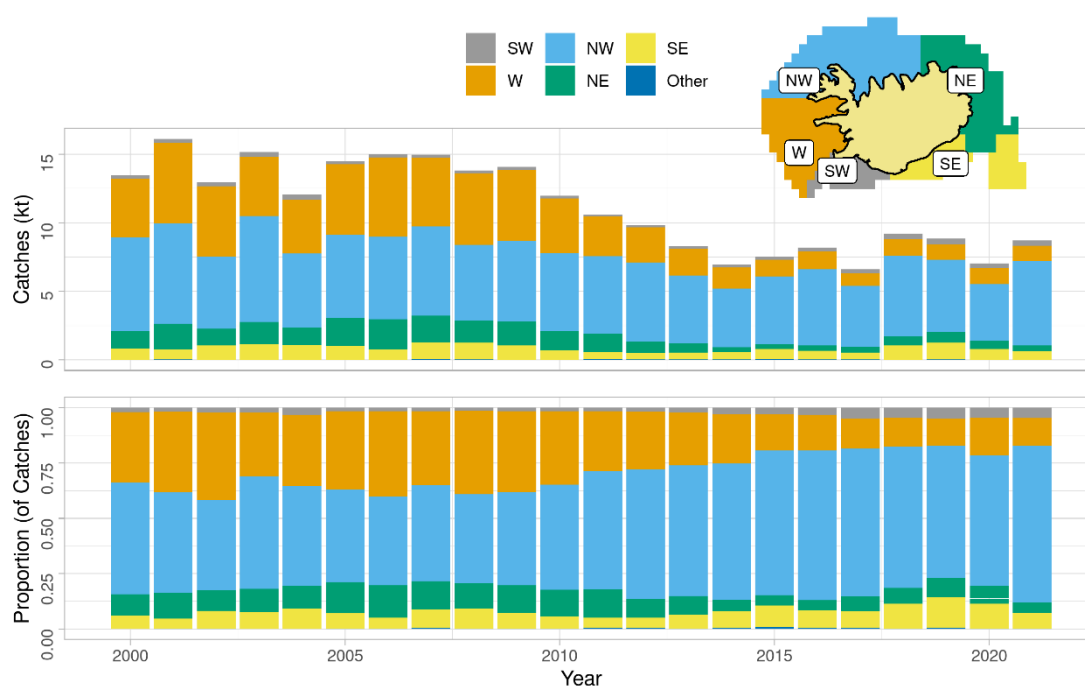 SW NW SE
W NE Other
NW NE
W SW SE
Catches (kt)
15
10
5
0
Proportion (of Catches)
1.00
0.75
0.50
0.25
0.00
2000 2005 2010 2015 2020
Year